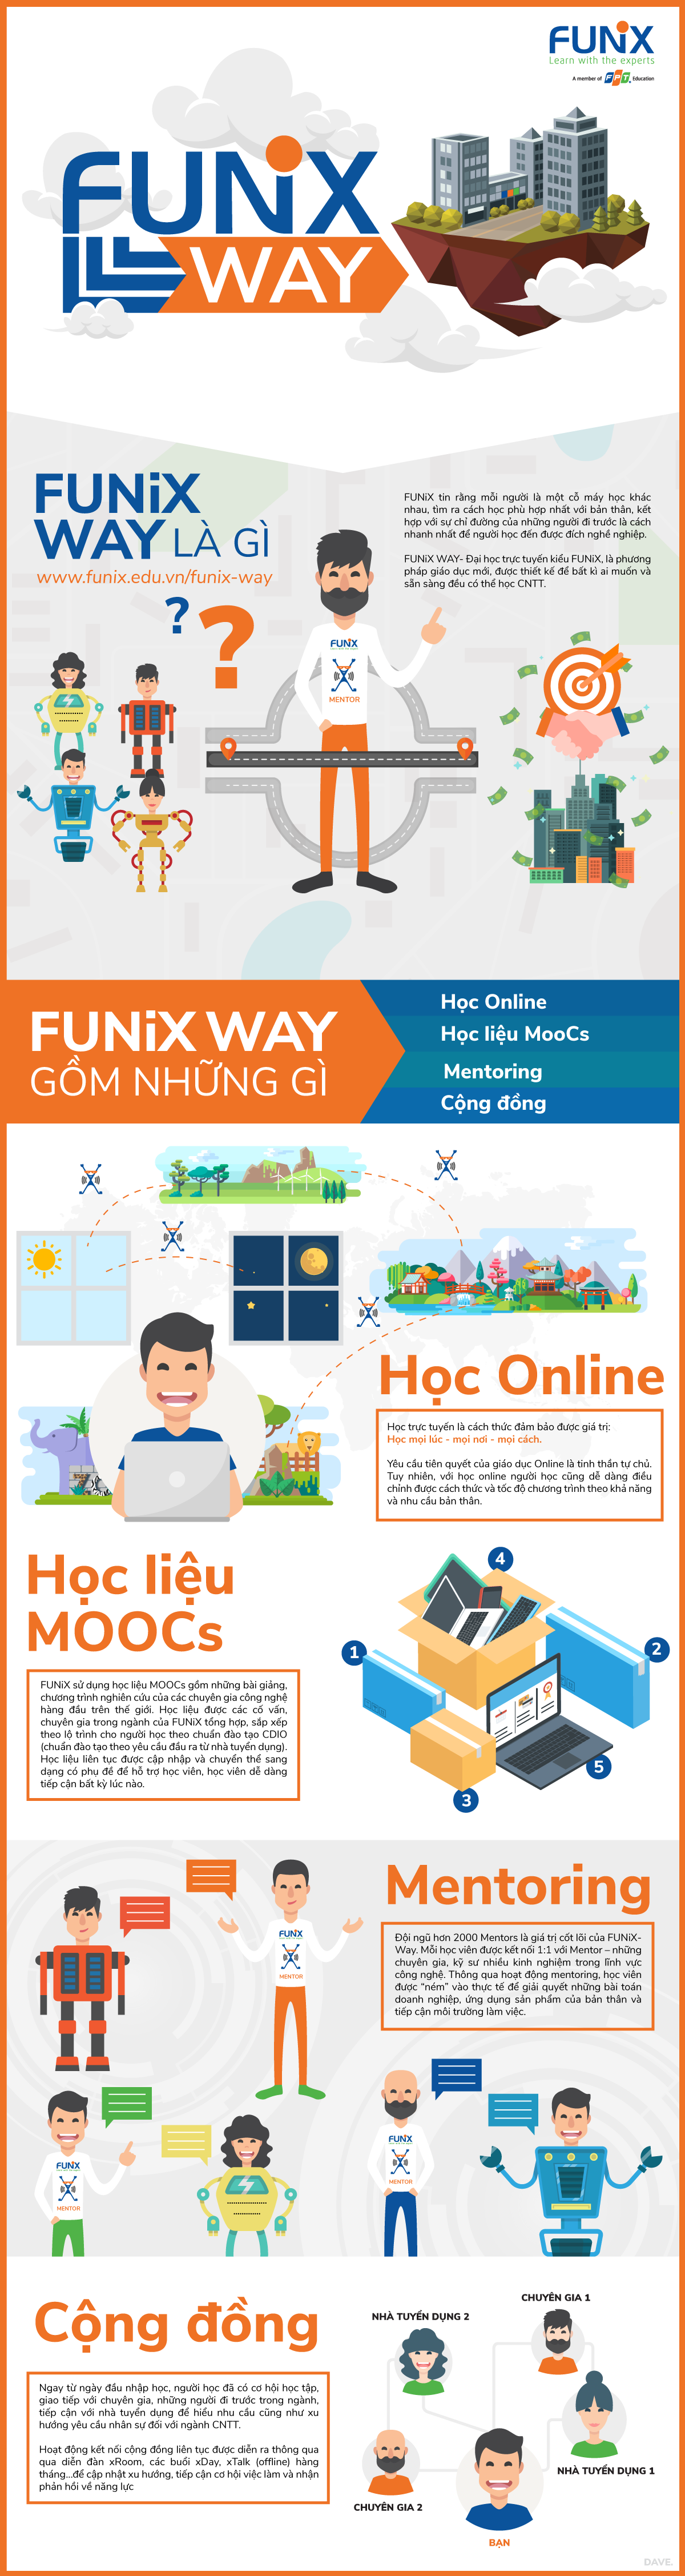 FUNiX
Learn with the experts
A member of FPT Education
FUNiX
WAY
FUNiX
WAY LÀ GÌ
www.funix.edu.vn/funix-way
FUNiX tin rằng mỗi người là một cỗ máy học khác
nhau, tìm ra cách học phù hợp nhất với bản thân, kết
hợp với sự chỉ đường của những người đi trước là cách
nhanh nhất để người học đến được đích nghề nghiệp.
FUNiX WAY- Đại học trực tuyến kiểu FUNiX, là phương
pháp giáo dục mới, được thiết kế để bất kì ai muốn và
sẵn sàng đều có thể học CNTT.
? ?
FUNiX
MENTOR
FUNiX WAY
GỒM NHỮNG GÌ
Học Online
Học liệu MooCs
Mentoring
Cộng đồng
Học Online
Học trực tuyến là cách thức đảm bảo được giá trị:
Học mọi lúc - mọi nơi - mọi cách.
Yêu cầu tiên quyết của giáo dục Online là tinh thần tự chủ.
Tuy nhiên, với học online người học cũng dễ dàng điều
chỉnh được cách thức và tốc độ chương trình theo khả năng
và nhu cầu bản thân.
Học liệu
MOOCs
FUNiX sử dụng học liệu MOOCs gồm những bài giảng,
chương trình nghiên cứu của các chuyên gia công nghệ
hàng đầu trên thế giới. Học liệu được các cố vấn,
chuyên gia trong ngành của FUNiX tổng hợp, sắp xếp
theo lộ trình cho người học theo chuẩn đào tạo CDIO
(chuẩn đào tạo theo yêu cầu đầu ra từ nhà tuyển dụng).
Học liệu liên tục được cập nhập và chuyển thể sang
dạng có phụ đề để hỗ trợ học viên, học viên dễ dàng
tiếp cận bất kỳ lúc nào.
4
1
2
5
3
Mentoring
Đội ngũ hơn 2000 Mentors là giá trị cốt lõi của FUNiX-
Way. Mỗi học viên được kết nối 1:1 với Mentor – những
chuyên gia, kỹ sư nhiều kinh nghiệm trong lĩnh vực
công nghệ. Thông qua hoạt động mentoring, học viên
được “ném” vào thực tế để giải quyết những bài toán
doanh nghiệp, ứng dụng sản phẩm của bản thân và
tiếp cận môi trường làm việc.
FUNiX
MENTOR
FUNiX
MENTOR
FUNiX
MENTOR
Cộng đồng
Ngay từ ngày đầu nhập học, người học đã có cơ hội học tập,
giao tiếp với chuyên gia, những người đi trước trong ngành,
tiếp cận với nhà tuyển dụng để hiểu nhu cầu cũng như xu
hướng yêu cầu nhân sự đối với ngành CNTT.
Hoạt động kết nối cộng đồng liên tục được diễn ra thông qua
qua diễn đàn xRoom, các buổi xDay, xTalk (offline) hàng
tháng...để cập nhật xu hướng, tiếp cận cơ hội việc làm và nhận
phản hồi về năng lực
CHUYÊN GIA 1
NHÀ TUYỂN DỤNG 2
NHÀ TUYỂN DỤNG 1
CHUYÊN GIA 2
BẠN
DAVE.